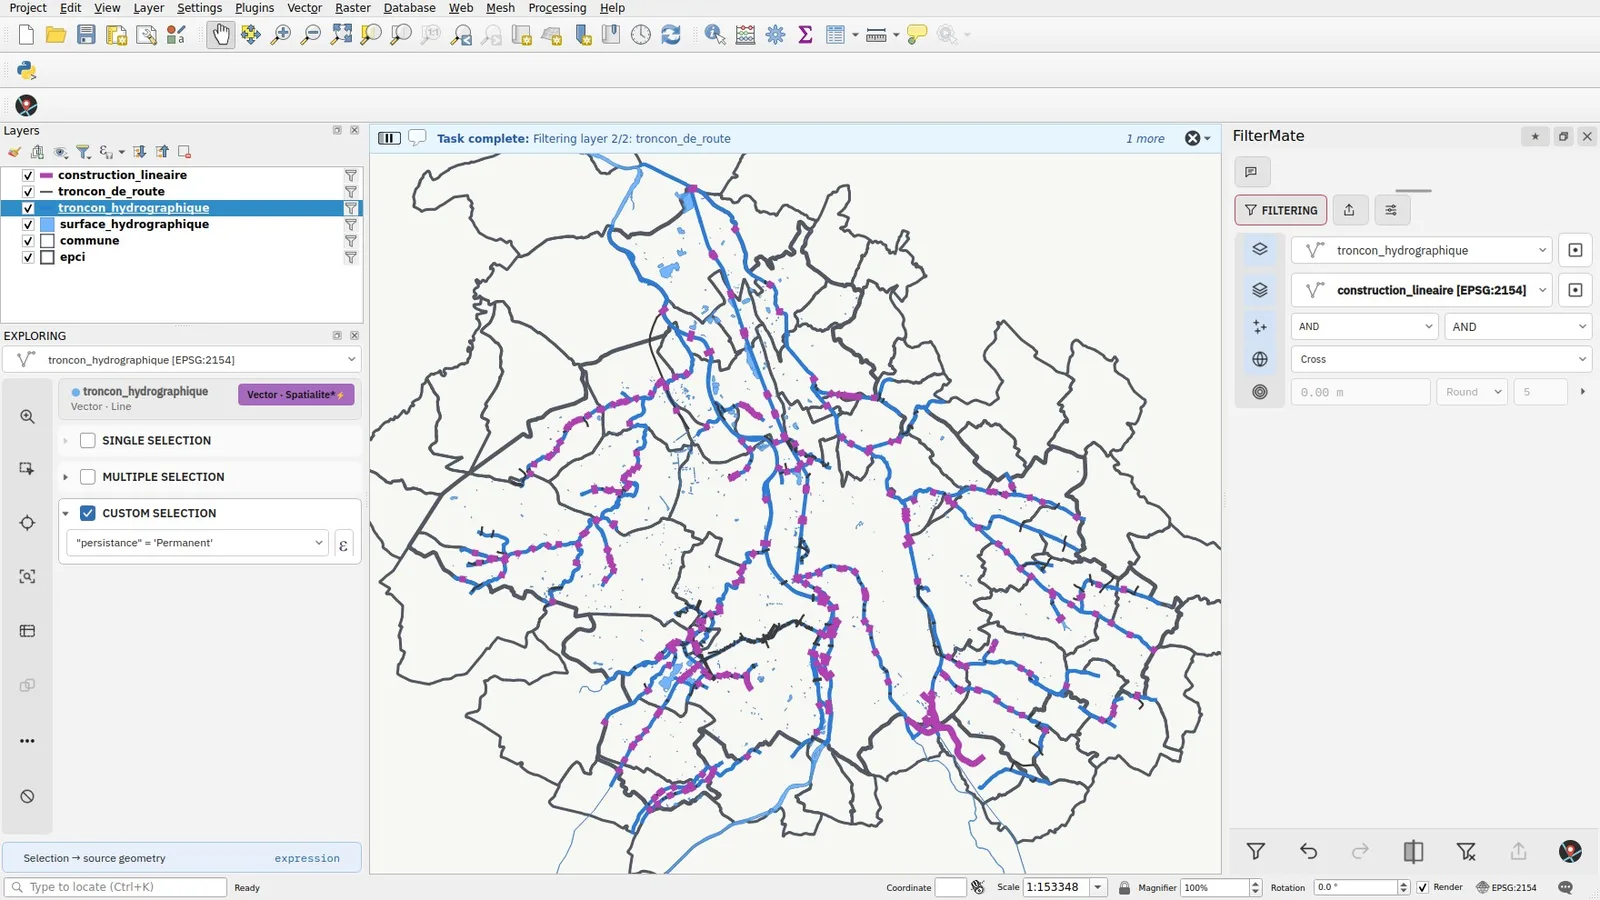 Project Edit View Layer Settings Plugins Vector Raster Database Web Mesh Processing Help
Layers
construction_lineaire
troncon_de_route
troncon_hydrographique
surface_hydrographique
commune
epci
EXPLORING
troncon_hydrographique [EPSG:2154]
troncon_hydrographique
Vector · Spatialite*⚡
Vector · Line
SINGLE SELECTION
MULTIPLE SELECTION
CUSTOM SELECTION
"persistance" = 'Permanent'
ε
Selection → source geometry expression
Task complete: Filtering layer 2/2: troncon_de_route
1 more
FilterMate
FILTERING
troncon_hydrographique
construction_lineaire [EPSG:2154]
AND AND
Cross
0.00 m Round 5
Type to locate (Ctrl+K) Ready Coordinate Scale 1:153348 Magnifier 100% Rotation 0.0 ° Render EPSG:2154